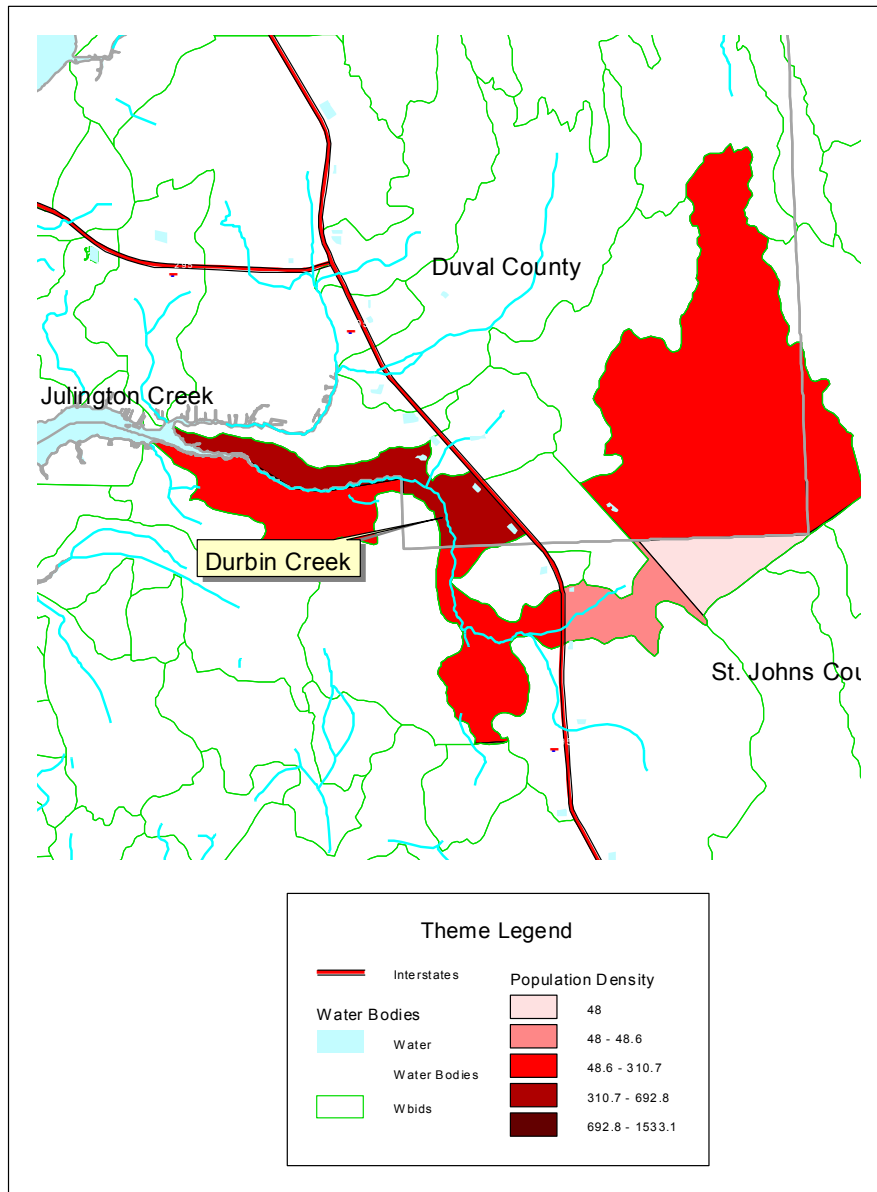 Duval County
295
Julington Creek
Durbin Creek
St. Johns Cou
Theme Legend
Interstates
Population Density
48
Water Bodies
Water
48 - 48.6
Water Bodies
48.6 - 310.7
Wbids
310.7 - 692.8
692.8 - 1533.1